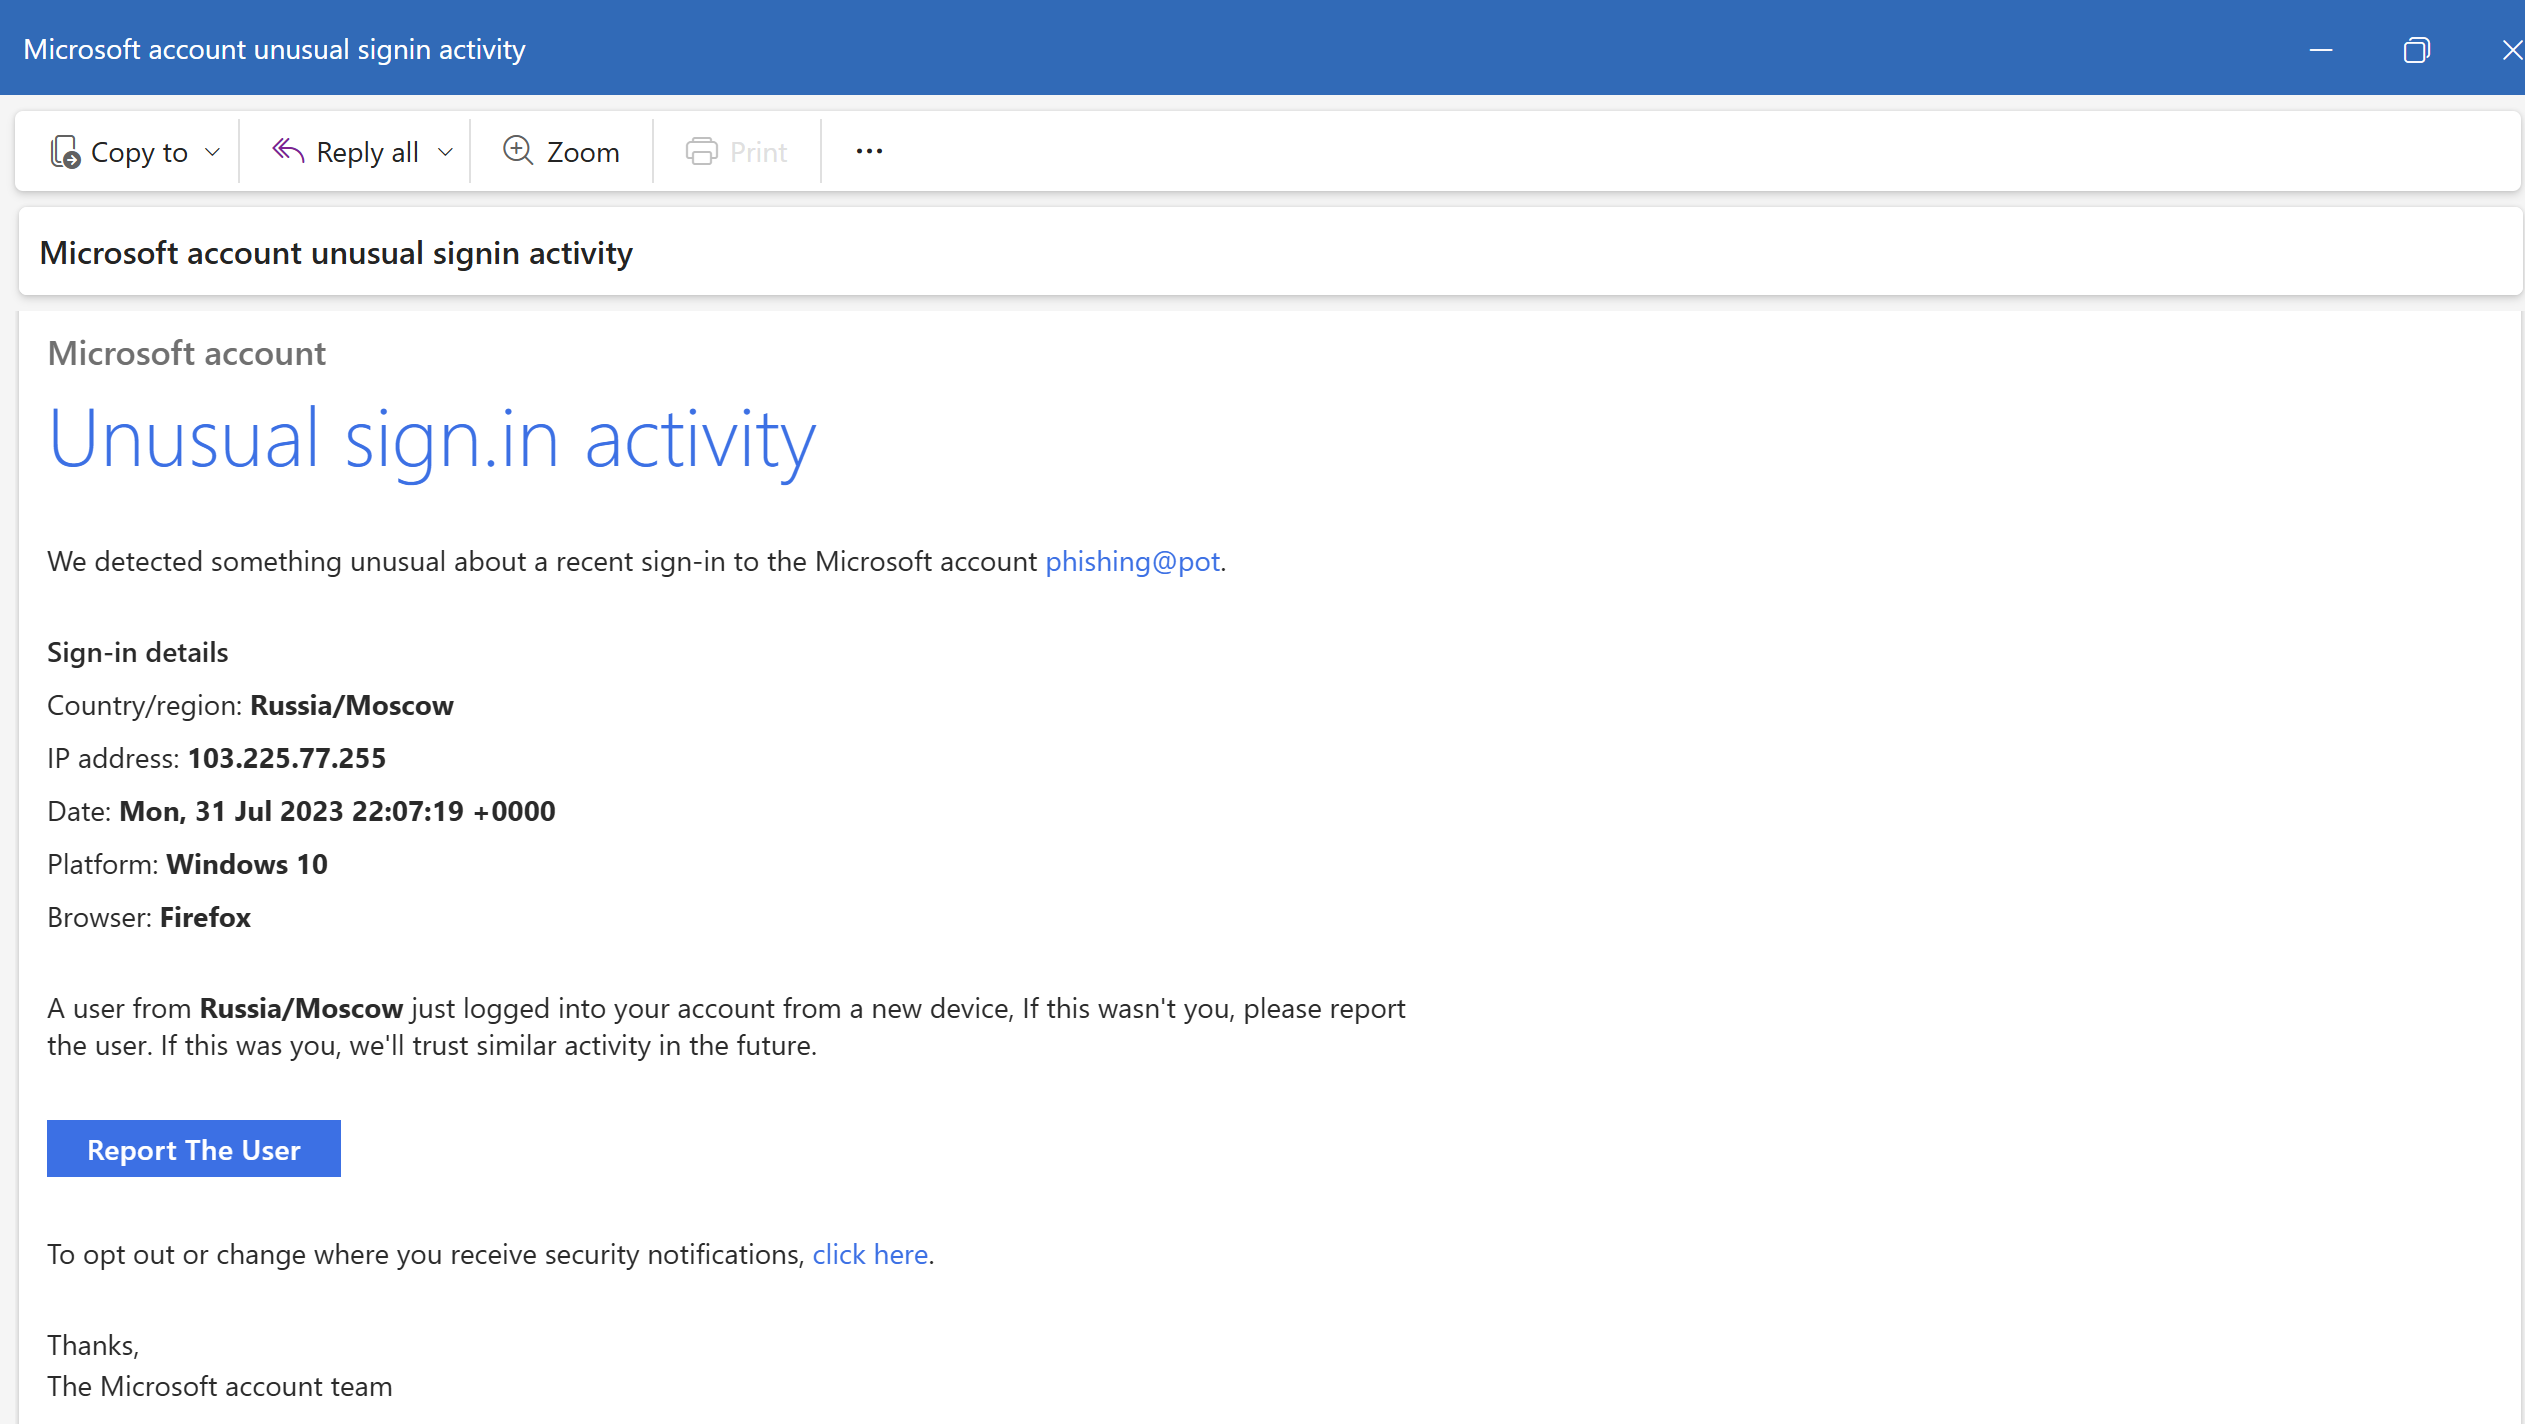 Microsoft account unusual signin activity
Copy to
Reply all
Zoom
Print
Microsoft account unusual signin activity
Microsoft account
Unusual sign.in activity
We detected something unusual about a recent sign-in to the Microsoft account phishing@pot.
Sign-in details
Country/region: Russia/Moscow
IP address: 103.225.77.255
Date: Mon, 31 Jul 2023 22:07:19 +0000
Platform: Windows 10
Browser: Firefox
A user from Russia/Moscow just logged into your account from a new device, If this wasn't you, please report
the user. If this was you, we'll trust similar activity in the future.
Report The User
To opt out or change where you receive security notifications, click here.
Thanks,
The Microsoft account team